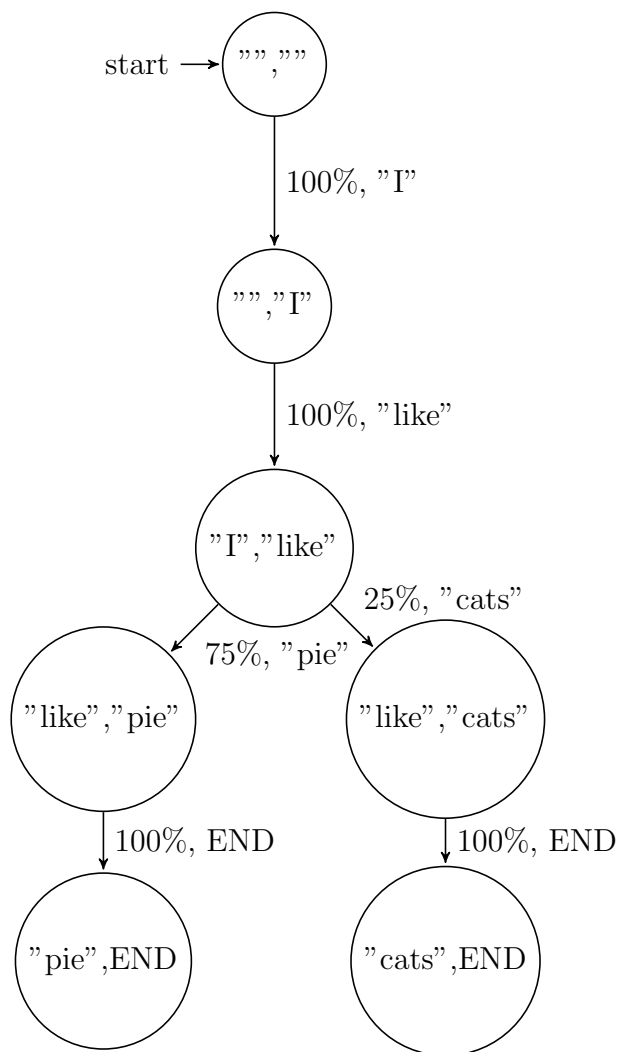 start
””,””
100%, ”I”
””,”I”
100%, ”like”
”I”,”like”
25%, ”cats”
75%, ”pie”
”like”,”pie”
”like”,”cats”
100%, END
100%, END
”pie”,END
”cats”,END